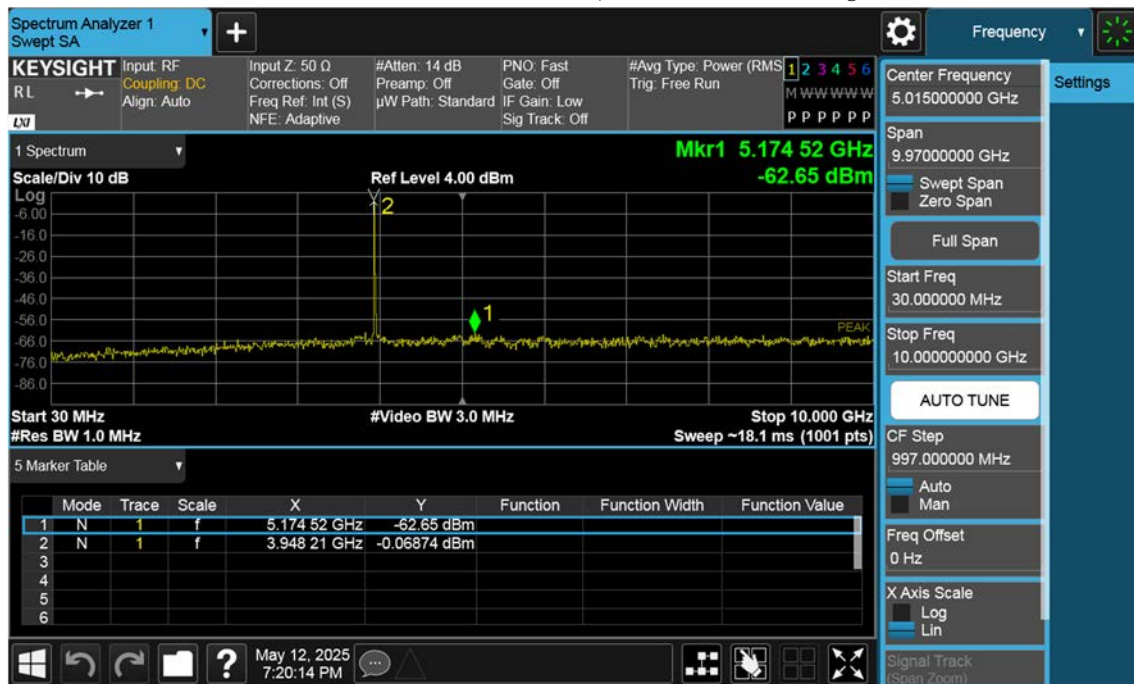 Spectrum Analyzer 1
Swept SA
+
Frequency
KEYSIGHT
RL
LXI
Input: RF
Coupling: DC
Align: Auto
Input Z: 50 Ω
Corrections: Off
Freq Ref: Int (S)
NFE: Adaptive
#Atten: 14 dB
Preamp: Off
µW Path: Standard
PNO: Fast
Gate: Off
IF Gain: Low
Sig Track: Off
#Avg Type: Power (RMS
Trig: Free Run
1 2 3 4 5 6
M W W W W W
P P P P P P
1 Spectrum
Scale/Div 10 dB
Ref Level 4.00 dBm
Mkr1 5.174 52 GHz
-62.65 dBm
Log
2
-6.00
-16.0
-26.0
-36.0
-46.0
1
-56.0
PEAK
-66.0
-76.0
-86.0
Start 30 MHz
#Video BW 3.0 MHz
Stop 10.000 GHz
#Res BW 1.0 MHz
Sweep ~18.1 ms (1001 pts)
5 Marker Table
Mode Trace Scale X Y Function Function Width Function Value
1 N 1 f 5.174 52 GHz -62.65 dBm
2 N 1 f 3.948 21 GHz -0.06874 dBm
3
4
5
6
?
May 12, 2025
7:20:14 PM
Center Frequency
5.015000000 GHz
Settings
Span
9.97000000 GHz
Swept Span
Zero Span
Full Span
Start Freq
30.000000 MHz
Stop Freq
10.000000000 GHz
AUTO TUNE
CF Step
997.000000 MHz
Auto
Man
Freq Offset
0 Hz
X Axis Scale
Log
Lin
Signal Track
(Span Zoom)